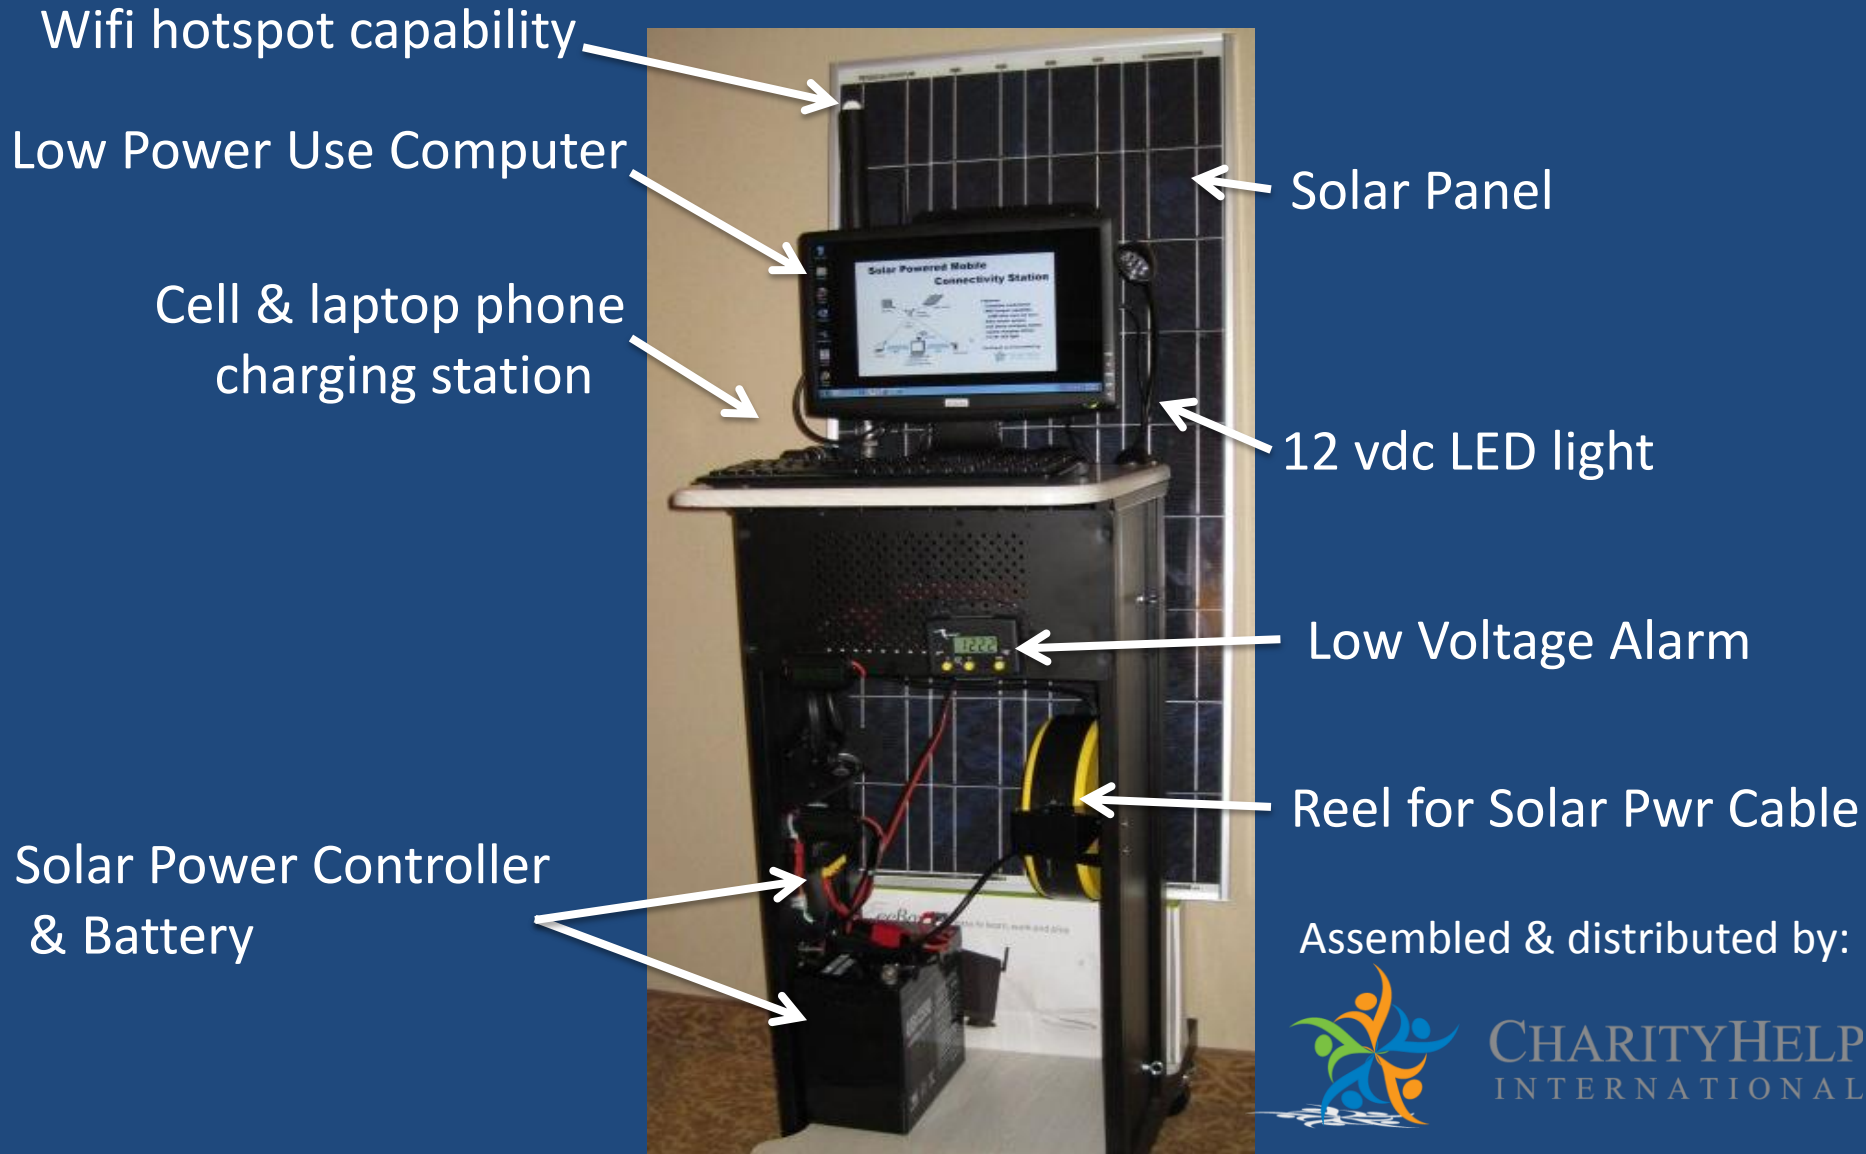 Wifi hotspot capability
Low Power Use Computer
Solar Panel
Solar Powered Mobile
Connectivity Station
Cell & laptop phone
charging station
12 vdc LED light
1222
Low Voltage Alarm
Reel for Solar Pwr Cable
Solar Power Controller
& Battery
Assembled & distributed by:
CHARITYHELP
INTERNATIONAL